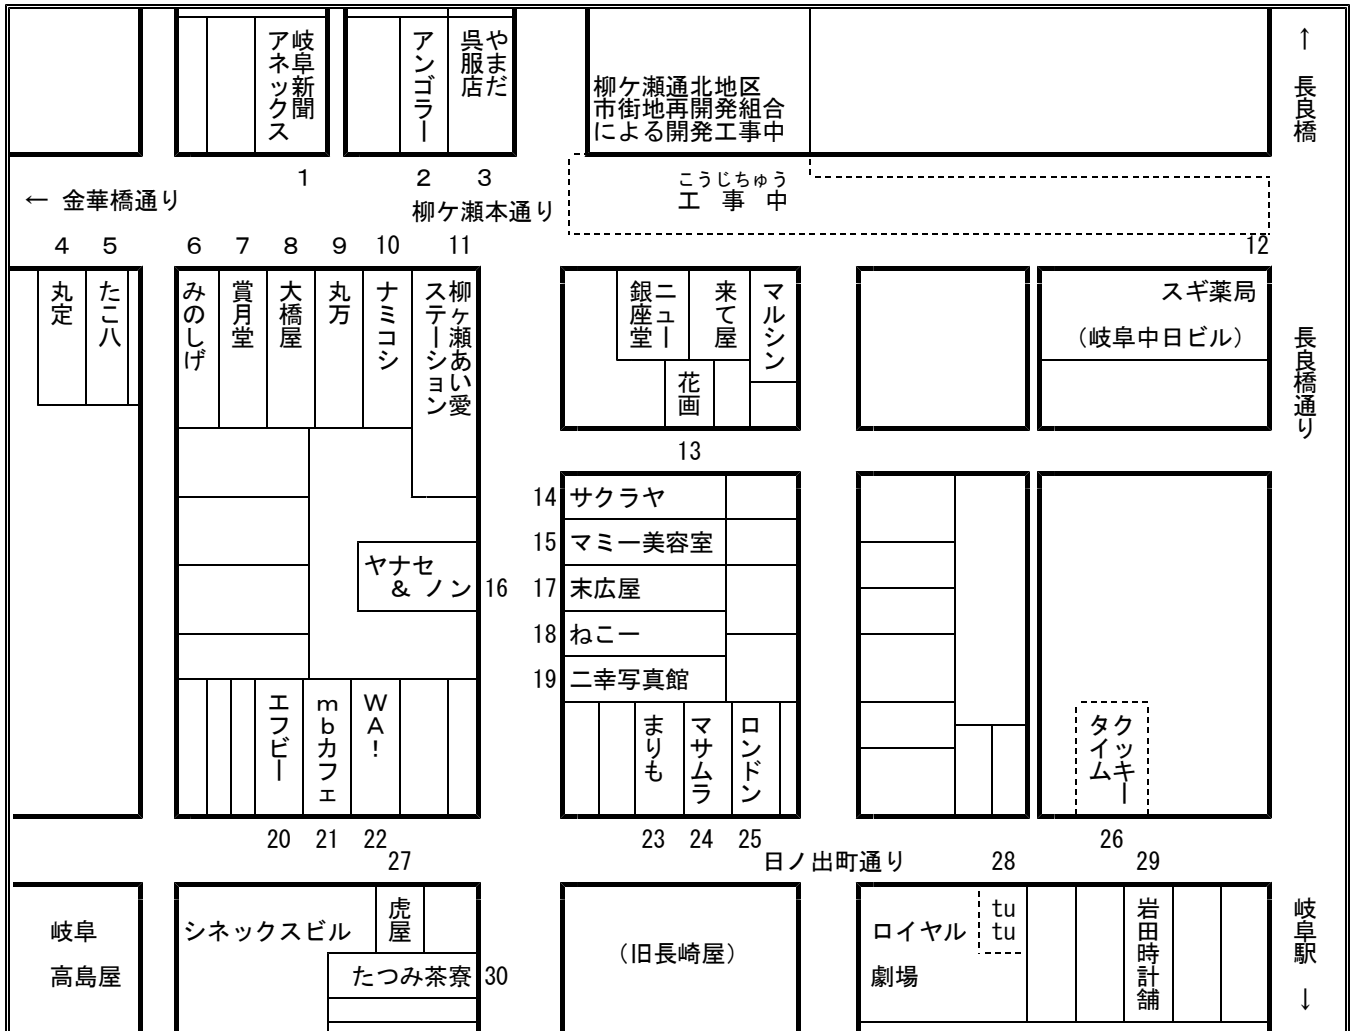 岐阜新聞
アネックス
アンゴラー
やまだ
呉服店
柳ケ瀬通北地区
市街地再開発組合
による開発工事中
↑
長良橋
1
2
3
← 金華橋通り
柳ケ瀬本通り
こうじちゅう
工事中
4
5
6
7
8
9
10
11
12
丸定
たこ八
みのしげ
賞月堂
大橋屋
丸万
ナミコシ
柳ヶ瀬あい愛
ステーション
ニュー
銀座堂
来て屋
マルシン
花画
スギ薬局
(岐阜中日ビル)
長良橋通り
13
14 サクラヤ
15 マミー美容室
ヤナセ
& ノン 16
17 末広屋
18 ねこー
19 二幸写真館
エフビー
mbカフェ
WA!
まりも
マサムラ
ロンドン
クッキー
タイム
20
21
22
23
24
25
26
27
日ノ出町通り
28
29
岐阜
高島屋
シネックスビル
虎屋
たつみ茶寮 30
(旧長崎屋)
ロイヤル
劇場
tu
tu
岩田時計舗
岐阜駅
↓